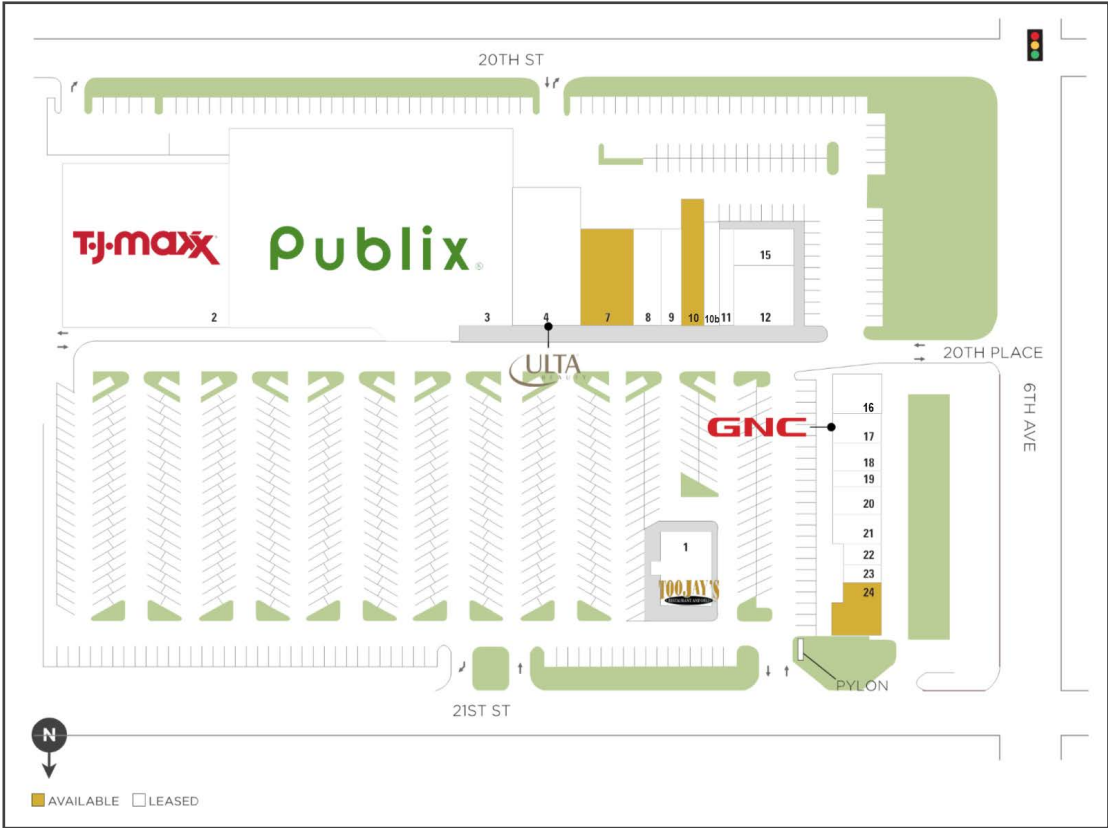 20TH ST
T·J·maxx
Publix
®
2
3
4
7
8
9
10
10b
11
12
15
ULTA
BEAUTY
20TH PLACE
6TH AVE
GNC
16
17
18
19
20
21
22
23
24
1
TOOJAY'S
PYLON
21ST ST
N
AVAILABLE
LEASED